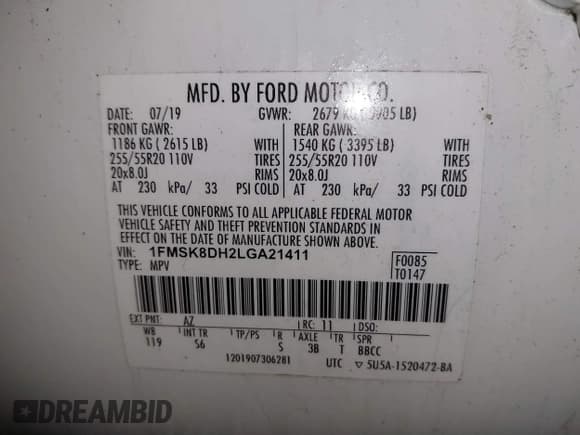 MFD. BY FORD MOTOR CO.
DATE: 07/19 GVWR: 2679 KG (5905 LB)
FRONT GAWR: REAR GAWR:
1186 KG ( 2615 LB) WITH 1540 KG ( 3395 LB) WITH
255/55R20 110V TIRES 255/55R20 110V TIRES
20x8.0J RIMS 20x8.0J RIMS
AT 230 kPa/ 33 PSI COLD AT 230 kPa/ 33 PSI COLD
THIS VEHICLE CONFORMS TO ALL APPLICABLE FEDERAL MOTOR
VEHICLE SAFETY AND THEFT PREVENTION STANDARDS IN
EFFECT ON THE DATE OF MANUFACTURE SHOWN ABOVE.
VIN: 1FMSK8DH2LGA21411 F0085
TYPE: MPV T0147
EXT PNT: AZ RC: 11 DSO:
WB INT TR TP/PS R AXLE TR SPR
119 S6 S 3B T BBCC
1201907306281 UTC ▽ 5U5A-1520472-BA
DREAMBID